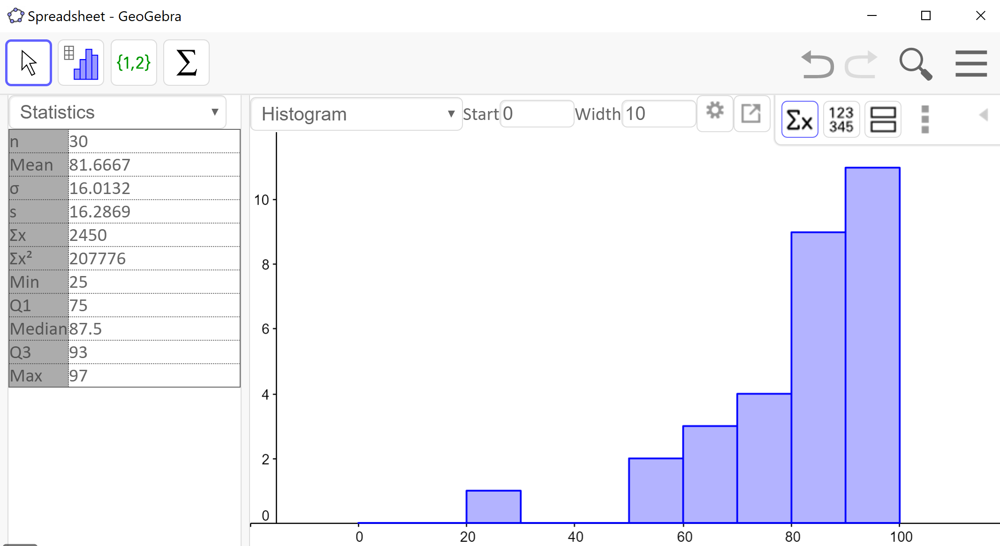 Spreadsheet - GeoGebra
{1,2} Σ
Statistics ▼
Histogram ▼ Start 0 Width 10 Σx 123 345
n 30
Mean 81.6667
σ 16.0132
s 16.2869
Σx 2450
Σx² 207776
Min 25
Q1 75
Median 87.5
Q3 93
Max 97
10
8
6
4
2
0
0 20 40 60 80 100